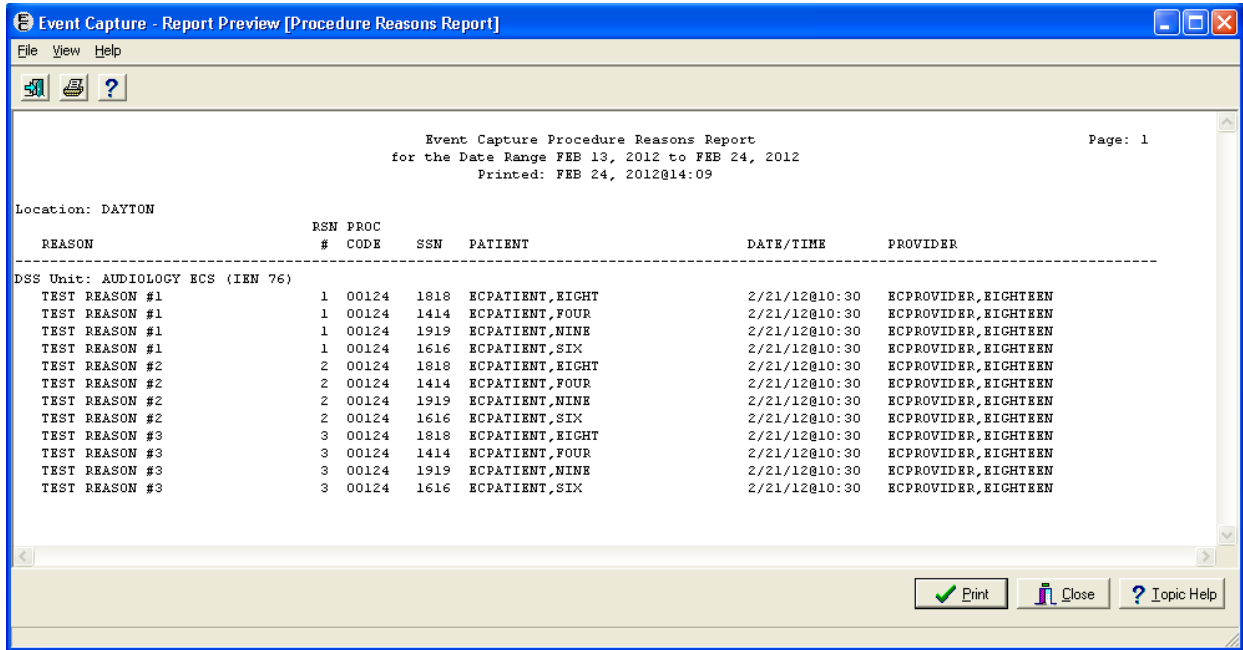 Event Capture - Report Preview [Procedure Reasons Report]
File View Help
Event Capture Procedure Reasons Report Page: 1
for the Date Range FEB 13, 2012 to FEB 24, 2012
Printed: FEB 24, 2012@14:09
Location: DAYTON
RSN PROC
REASON # CODE SSN PATIENT DATE/TIME PROVIDER
DSS Unit: AUDIOLOGY ECS (IEN 76)
TEST REASON #1 1 00124 1818 ECPATIENT,EIGHT 2/21/12@10:30 ECPROVIDER,EIGHTEEN
TEST REASON #1 1 00124 1414 ECPATIENT,FOUR 2/21/12@10:30 ECPROVIDER,EIGHTEEN
TEST REASON #1 1 00124 1919 ECPATIENT,NINE 2/21/12@10:30 ECPROVIDER,EIGHTEEN
TEST REASON #1 1 00124 1616 ECPATIENT,SIX 2/21/12@10:30 ECPROVIDER,EIGHTEEN
TEST REASON #2 2 00124 1818 ECPATIENT,EIGHT 2/21/12@10:30 ECPROVIDER,EIGHTEEN
TEST REASON #2 2 00124 1414 ECPATIENT,FOUR 2/21/12@10:30 ECPROVIDER,EIGHTEEN
TEST REASON #2 2 00124 1919 ECPATIENT,NINE 2/21/12@10:30 ECPROVIDER,EIGHTEEN
TEST REASON #2 2 00124 1616 ECPATIENT,SIX 2/21/12@10:30 ECPROVIDER,EIGHTEEN
TEST REASON #3 3 00124 1818 ECPATIENT,EIGHT 2/21/12@10:30 ECPROVIDER,EIGHTEEN
TEST REASON #3 3 00124 1414 ECPATIENT,FOUR 2/21/12@10:30 ECPROVIDER,EIGHTEEN
TEST REASON #3 3 00124 1919 ECPATIENT,NINE 2/21/12@10:30 ECPROVIDER,EIGHTEEN
TEST REASON #3 3 00124 1616 ECPATIENT,SIX 2/21/12@10:30 ECPROVIDER,EIGHTEEN
Print Close ? Topic Help